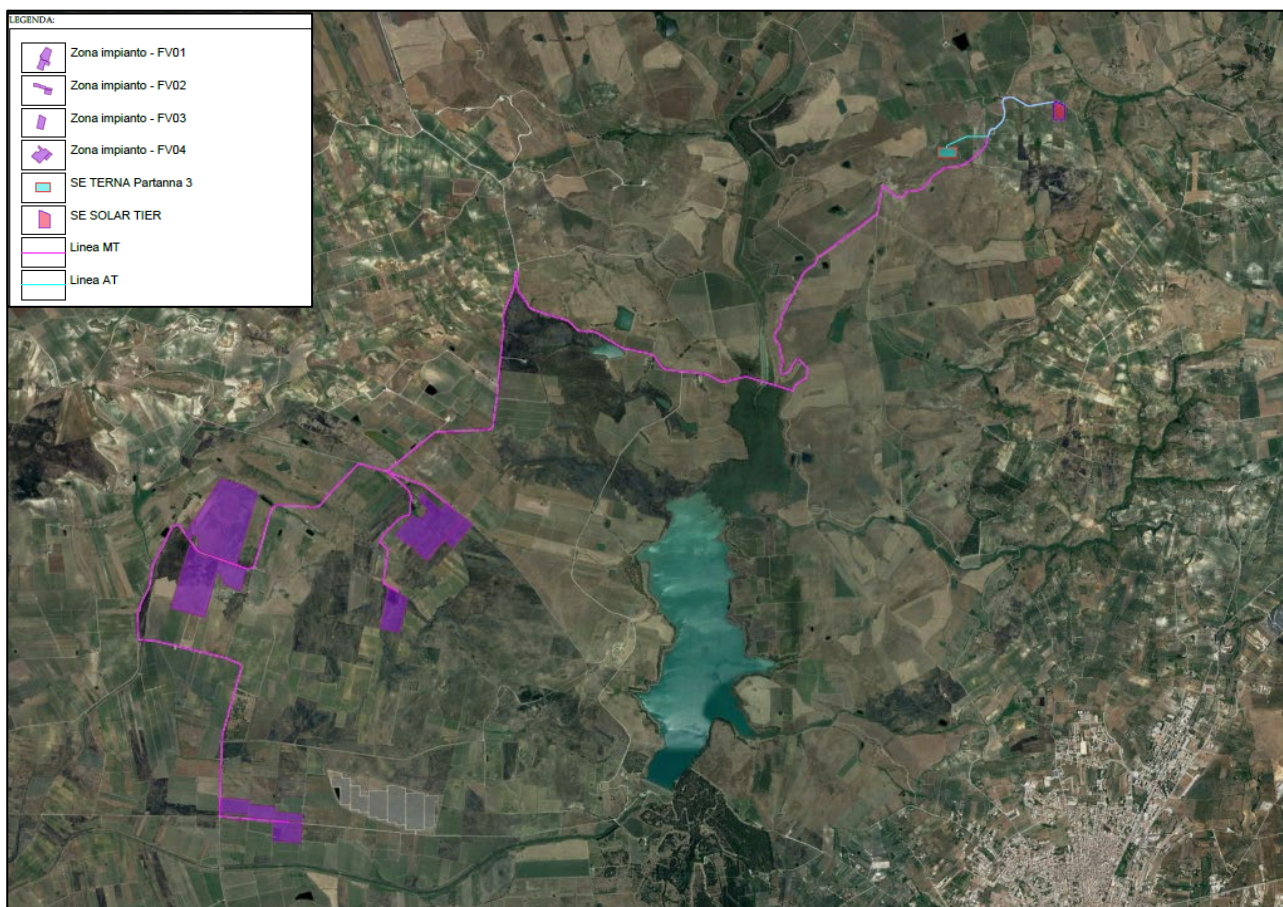 LEGENDA:
Zona impianto - FV01
Zona impianto - FV02
Zona impianto - FV03
Zona impianto - FV04
SE TERNA Partanna 3
SE SOLAR TIER
Linea MT
Linea AT